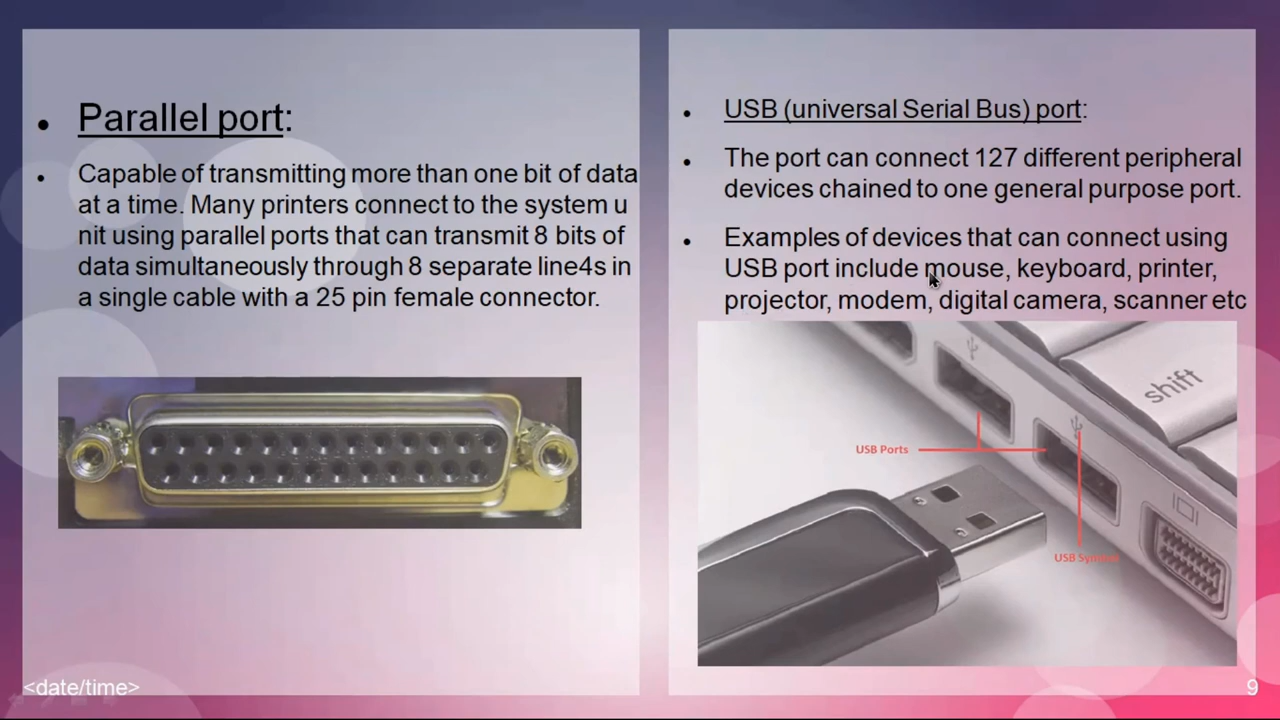 Parallel port:
Capable of transmitting more than one bit of data
at a time. Many printers connect to the system u
nit using parallel ports that can transmit 8 bits of
data simultaneously through 8 separate line4s in
a single cable with a 25 pin female connector.
USB (universal Serial Bus) port:
The port can connect 127 different peripheral
devices chained to one general purpose port.
Examples of devices that can connect using
USB port include mouse, keyboard, printer,
projector, modem, digital camera, scanner etc
shift
USB Ports
USB Symbol
<date/time>
9